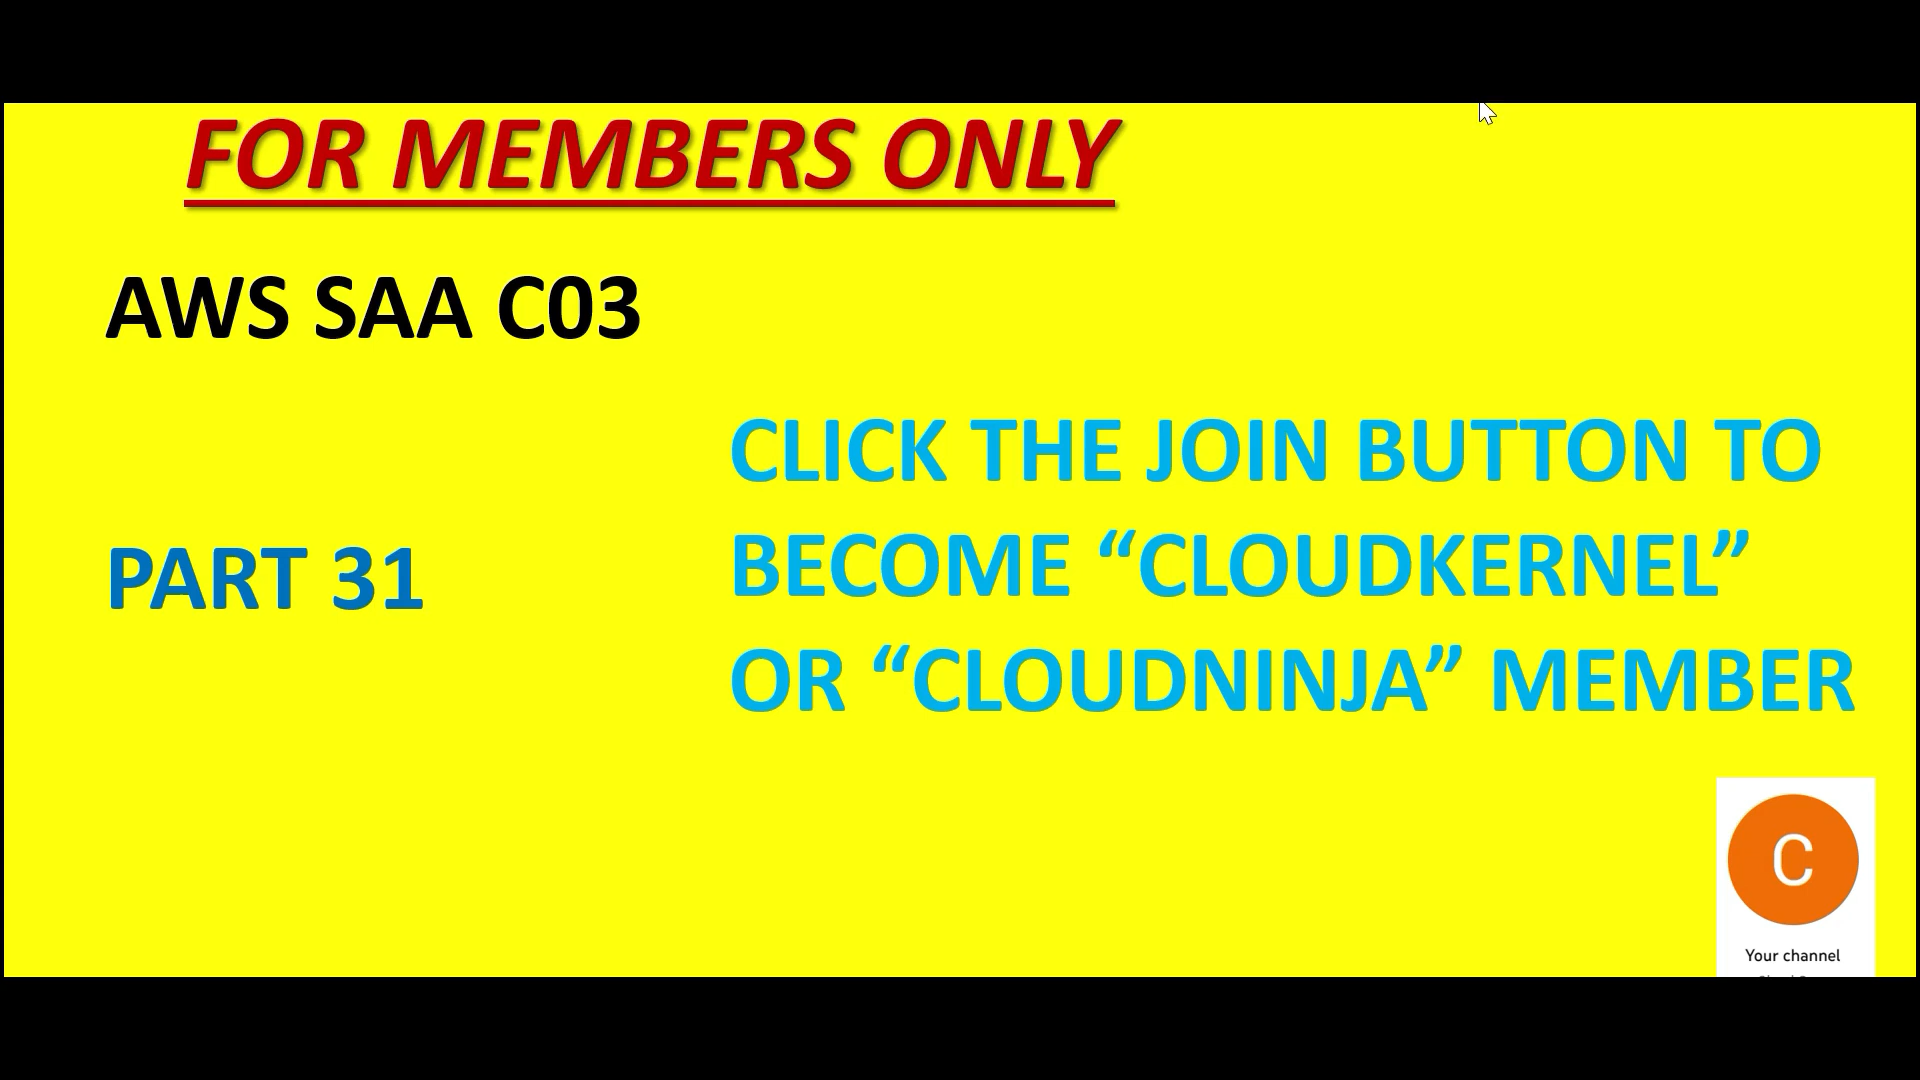 FOR MEMBERS ONLY
AWS SAA C03
PART 31
CLICK THE JOIN BUTTON TO
BECOME “CLOUDKERNEL”
OR “CLOUDNINJA” MEMBER
C
Your channel